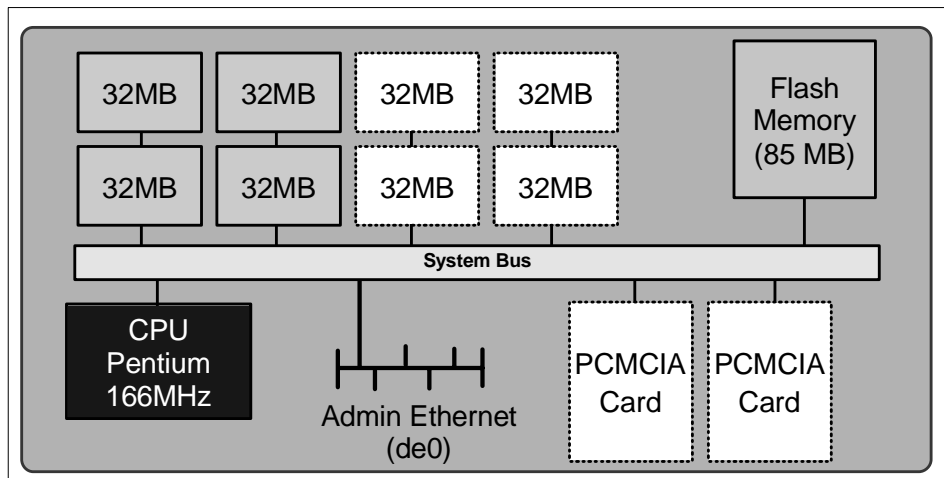 32MB 32MB 32MB 32MB
Flash
Memory
(85 MB)
32MB 32MB 32MB 32MB
System Bus
CPU
Pentium
166MHz
Admin Ethernet
(de0)
PCMCIA
Card
PCMCIA
Card